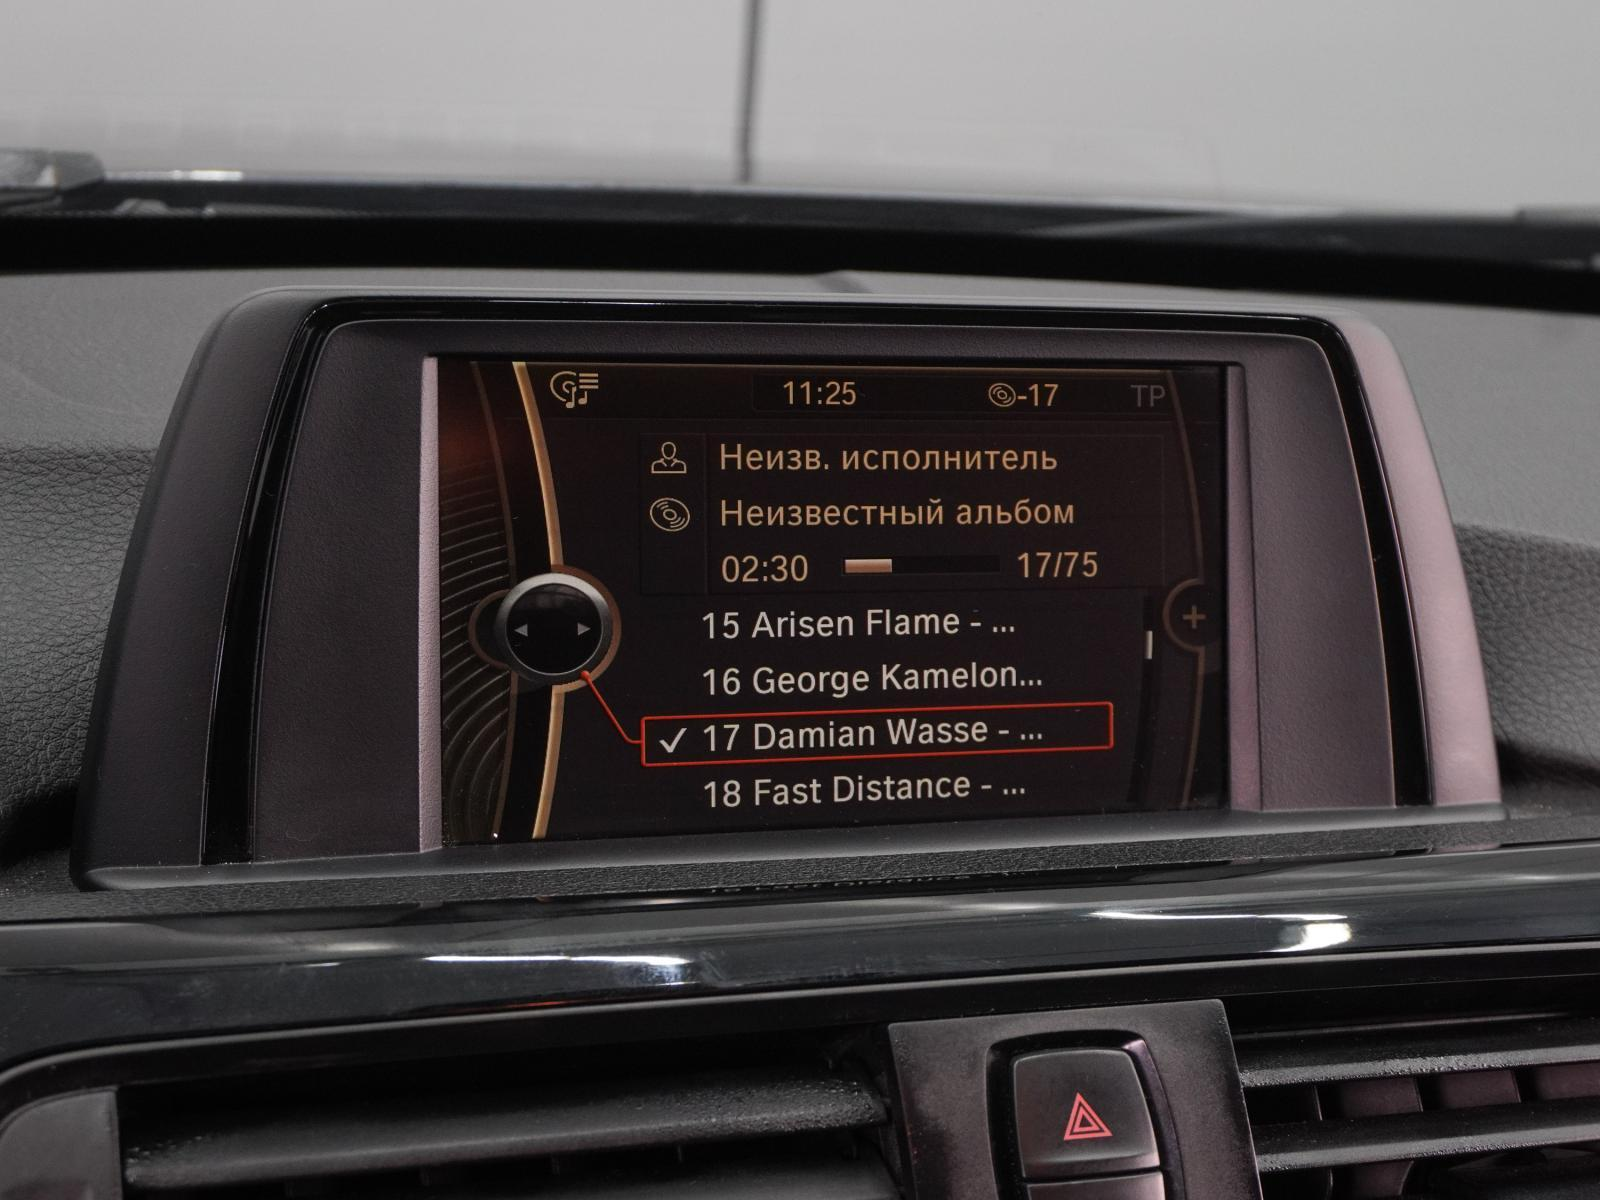 11:25 -17 TP
Неизв. исполнитель
Неизвестный альбом
02:30 17/75
15 Arisen Flame - ...
16 George Kamelon...
✓ 17 Damian Wasse - ...
18 Fast Distance - ...